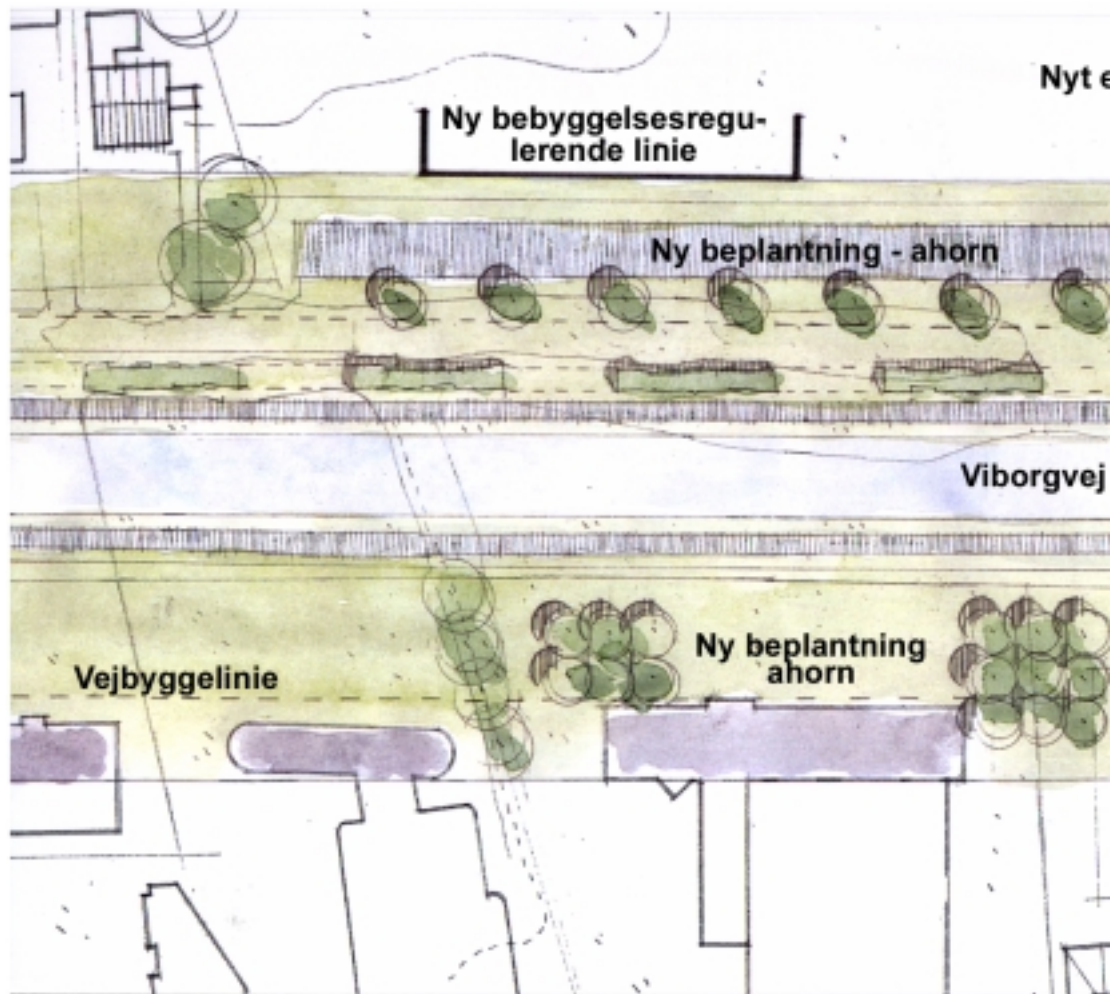 Nyt e
Ny bebyggelsesregu-
lerende linie
Ny beplantning - ahorn
Viborgvej
Ny beplantning
ahorn
Vejbyggelinie